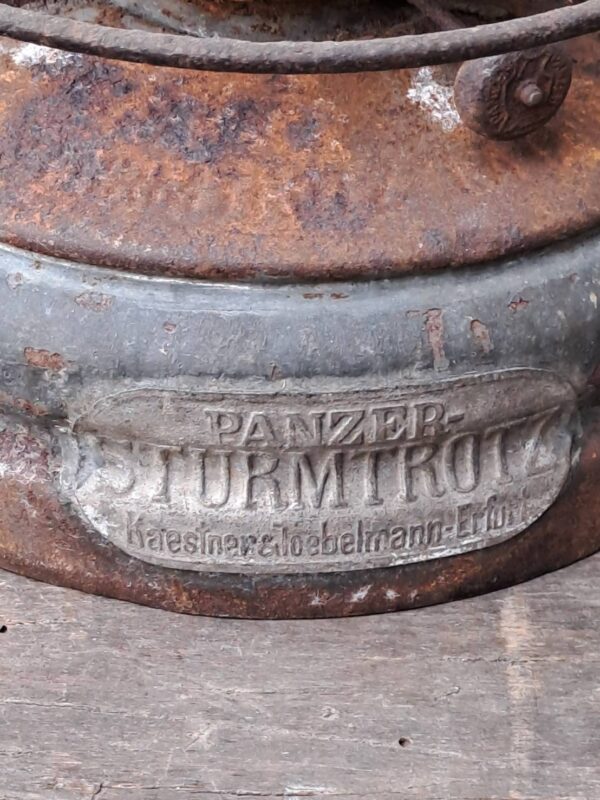 PANZER-
STURMTROTZ
Kaestner & Toebelmann-Erfurt